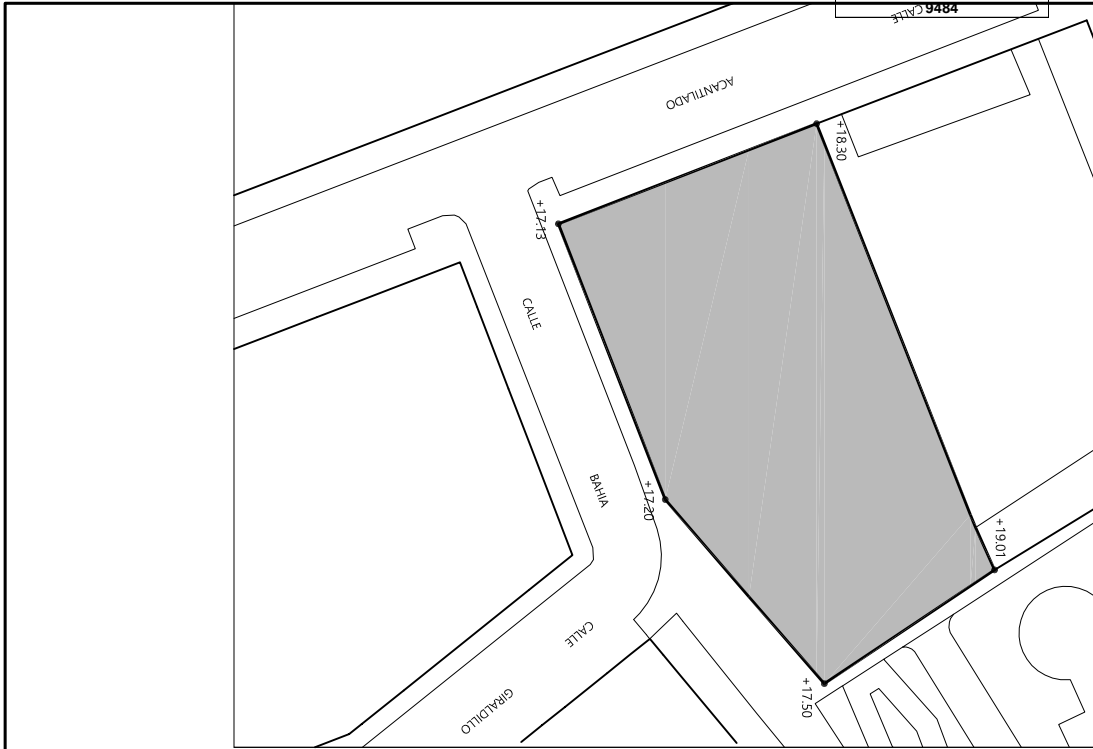 CALLE
9484
ACANTILADO
+18.30
+17.13
CALLE
BAHIA
+17.20
+19.01
CALLE
GIRALDILLO
+17.50